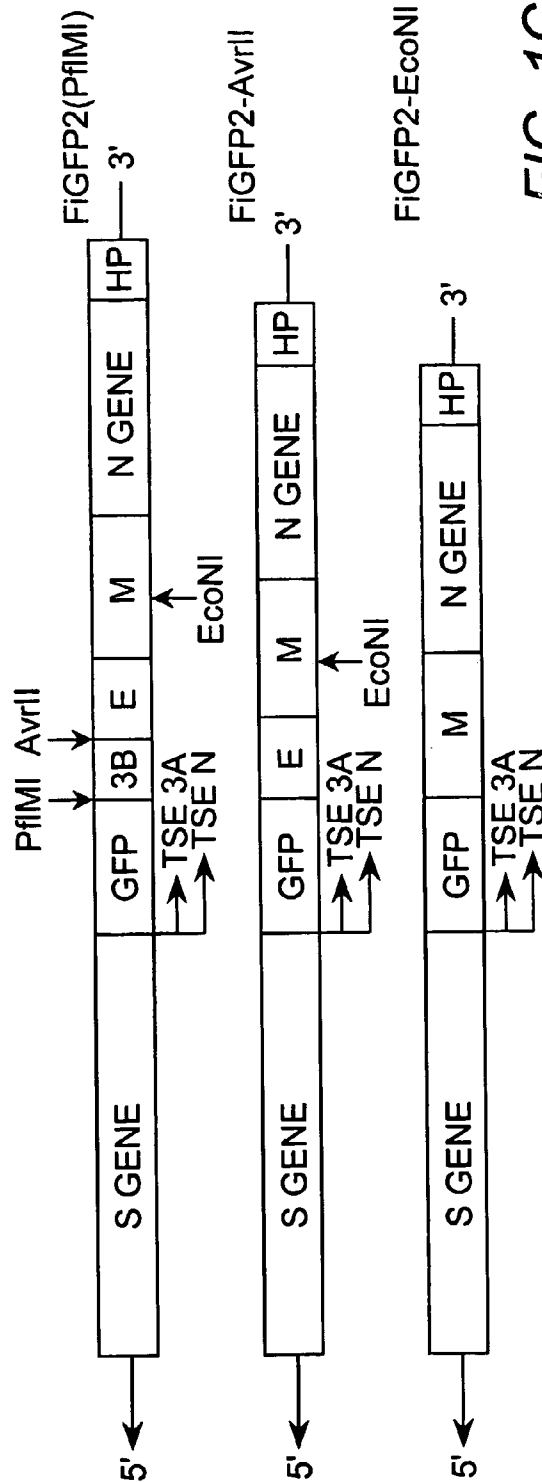 PflMI AvrII
5' S GENE GFP 3B E M N GENE HP 3' FiGFP2(PflMI)
TSE 3A
TSE N
EcoNI
5' S GENE GFP E M N GENE HP 3' FiGFP2-AvrII
TSE 3A
TSE N
EcoNI
5' S GENE GFP M N GENE HP 3' FiGFP2-EcoNI
TSE 3A
TSE N